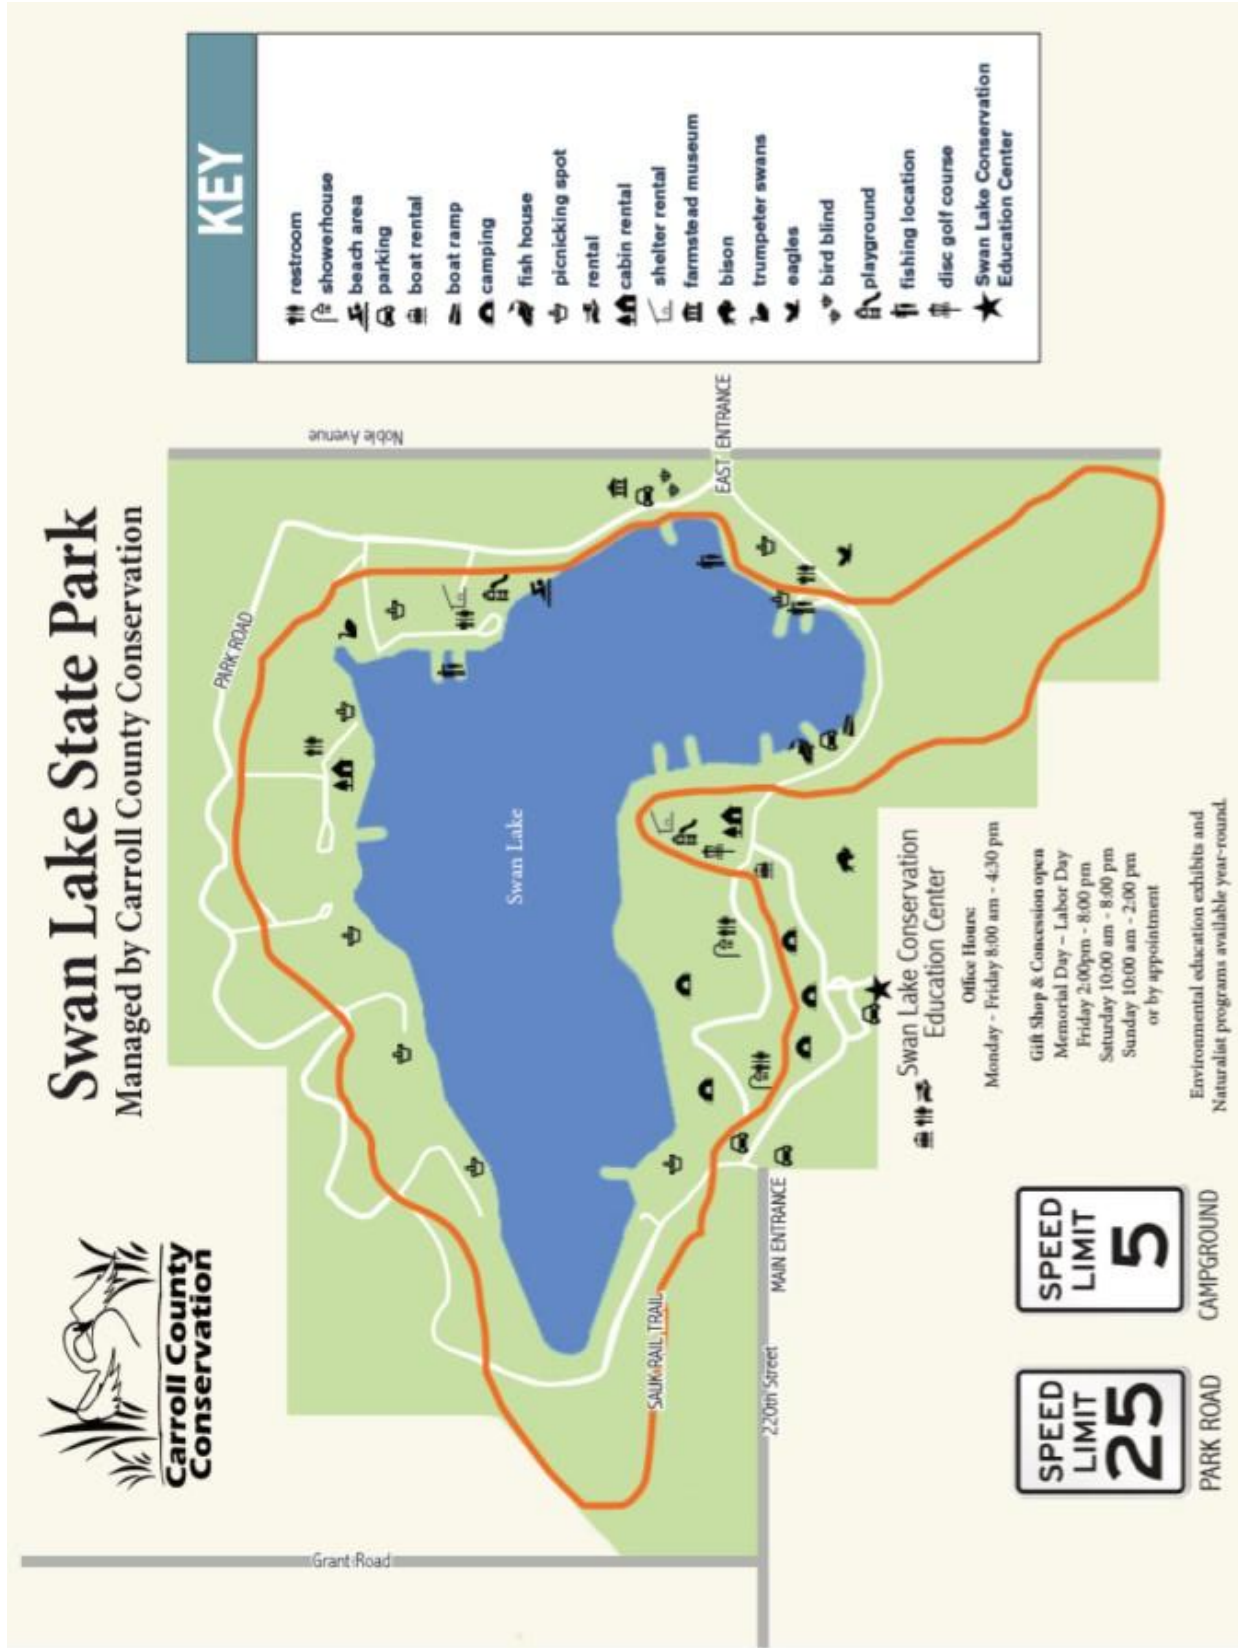 Swan Lake State Park
Managed by Carroll County Conservation
Carroll County
Conservation
KEY
restroom
showerhouse
beach area
parking
boat rental
boat ramp
camping
fish house
picnicking spot
rental
cabin rental
shelter rental
farmstead museum
bison
trumpeter swans
eagles
bird blind
playground
fishing location
disc golf course
Swan Lake Conservation
Education Center
Noble Avenue
PARK ROAD
EAST ENTRANCE
Swan Lake
SAUK RAIL TRAIL
MAIN ENTRANCE
220th Street
Grant Road
Swan Lake Conservation
Education Center
Office Hours:
Monday - Friday 8:00 am - 4:30 pm
Gift Shop & Concession open
Memorial Day – Labor Day
Friday 2:00pm - 8:00 pm
Saturday 10:00 am - 8:00 pm
Sunday 10:00 am - 2:00 pm
or by appointment
Environmental education exhibits and
Naturalist programs available year-round.
SPEED
LIMIT
25
PARK ROAD
SPEED
LIMIT
5
CAMPGROUND